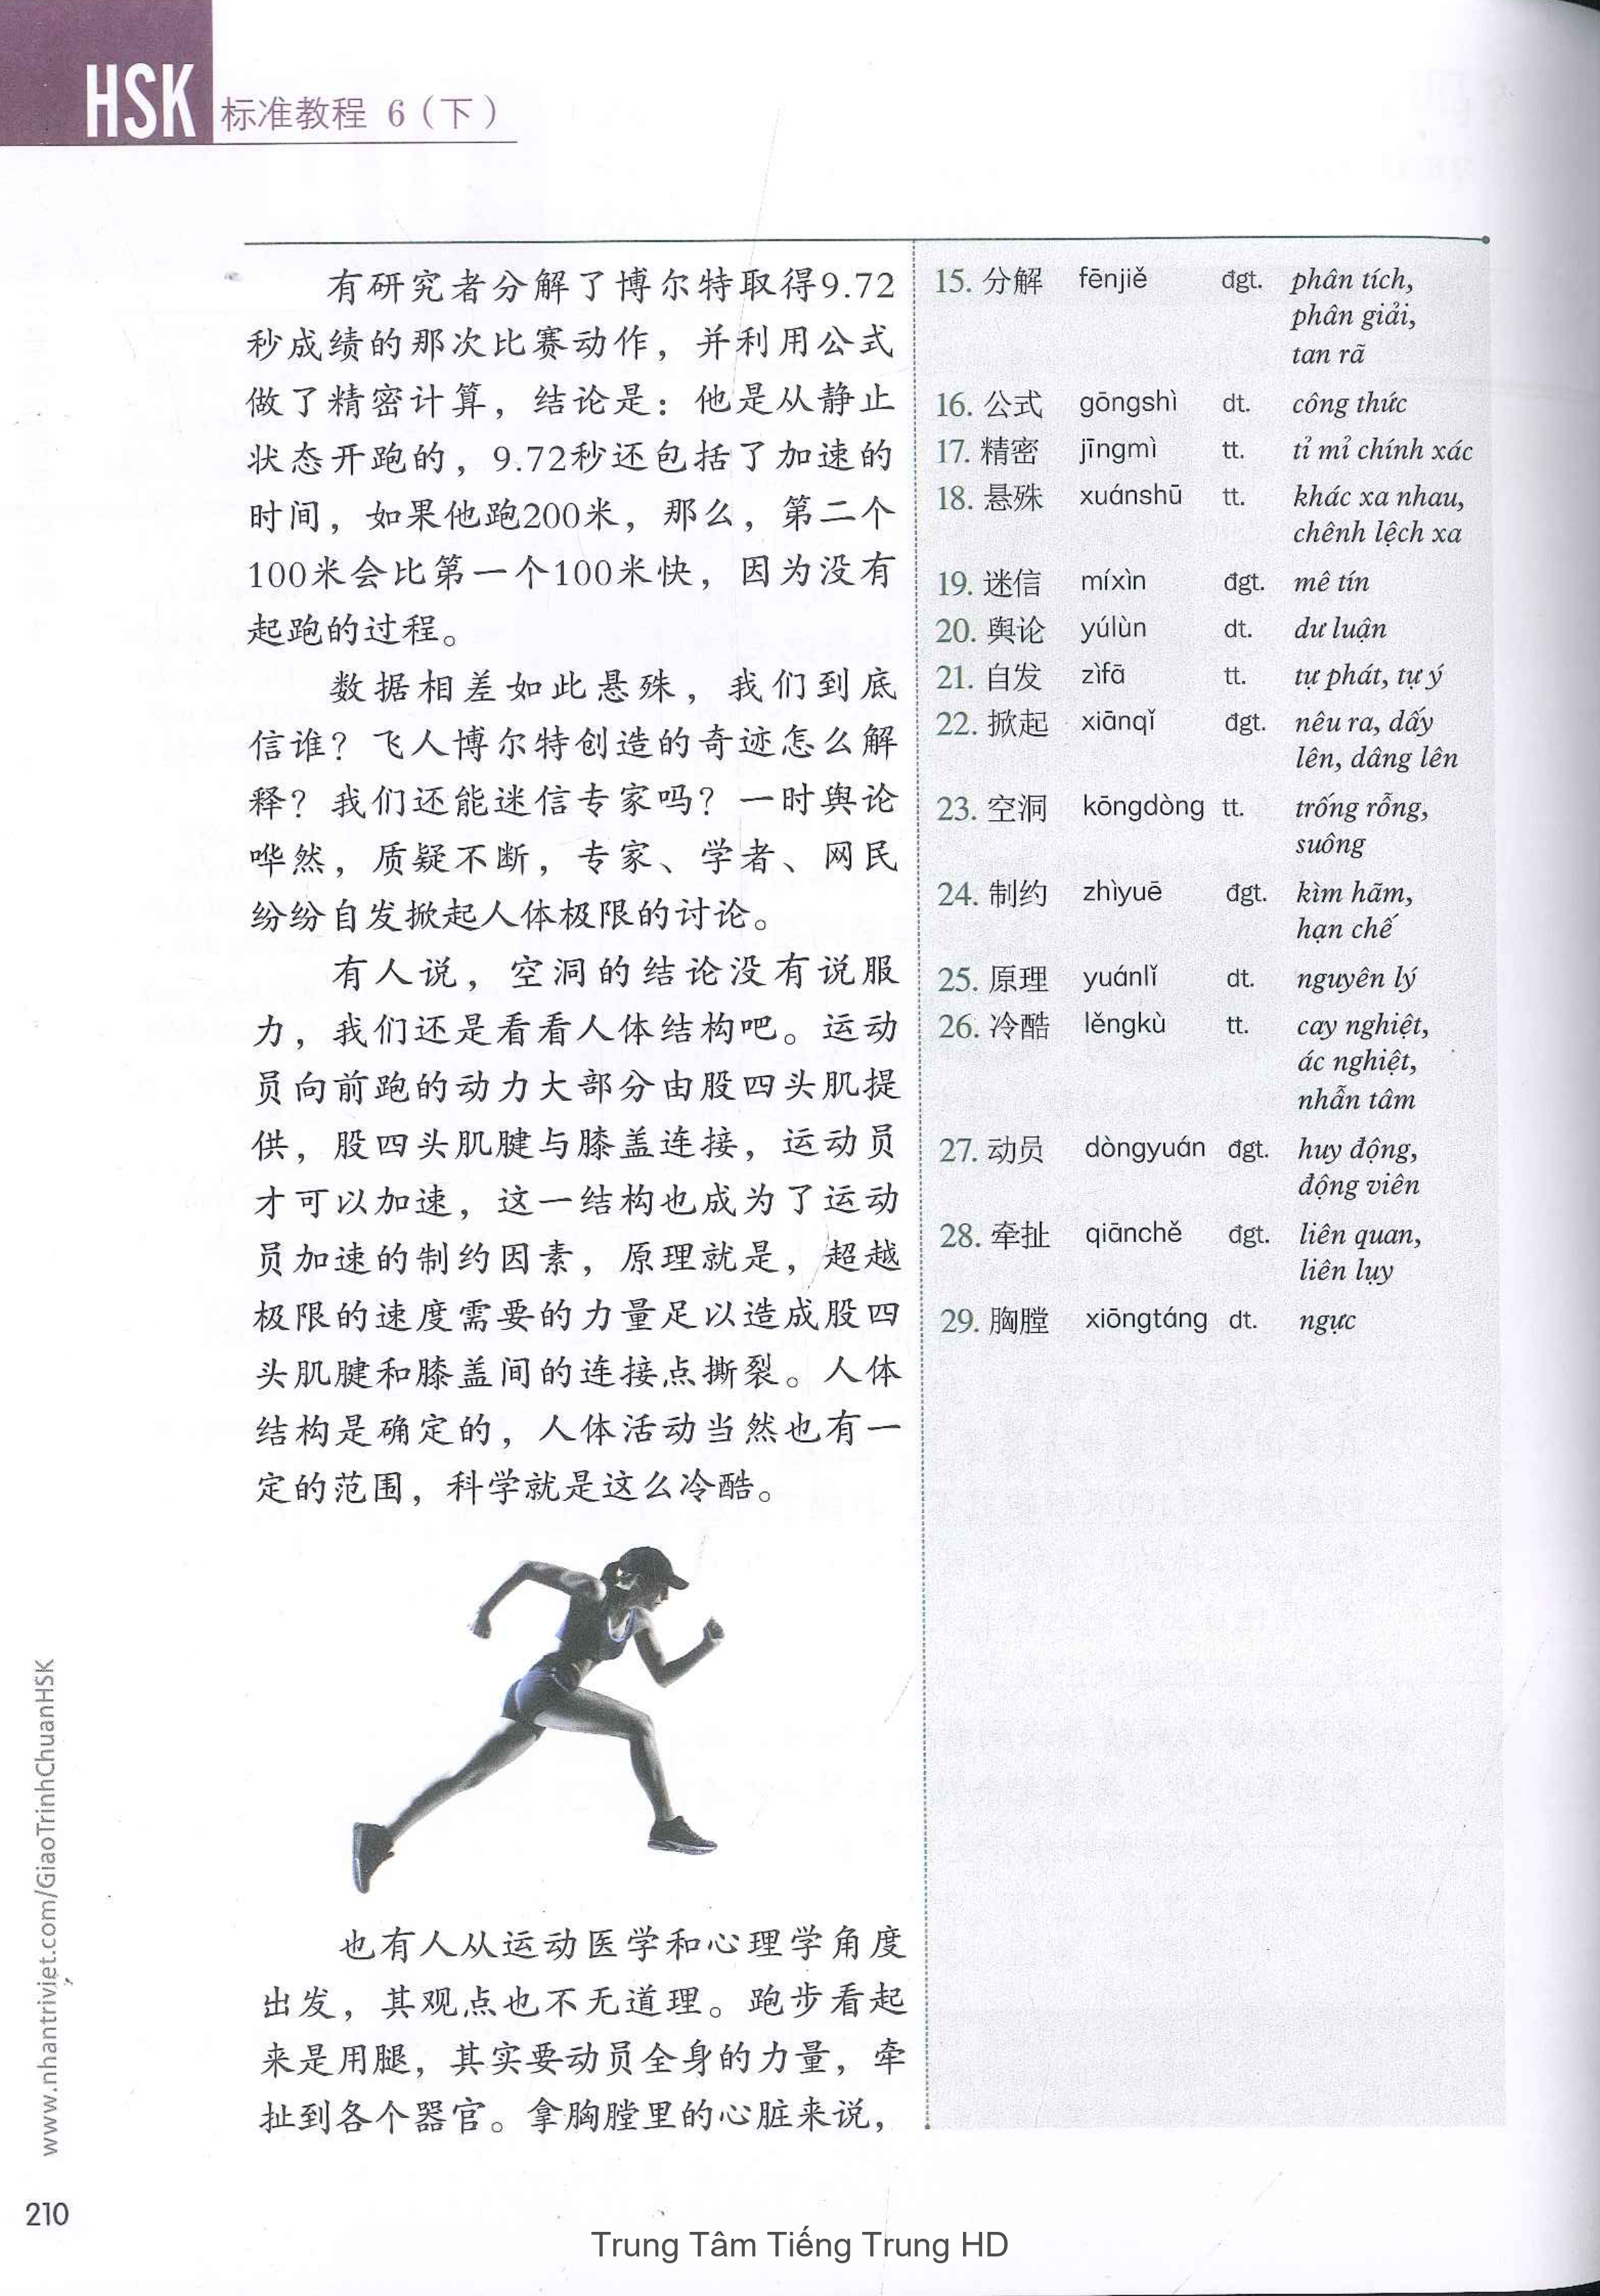 HSK 标准教程 6（下）
有研究者分解了博尔特取得9.72
秒成绩的那次比赛动作，并利用公式
做了精密计算，结论是：他是从静止
状态开跑的，9.72秒还包括了加速的
时间，如果他跑200米，那么，第二个
100米会比第一个100米快，因为没有
起跑的过程。
数据相差如此悬殊，我们到底
信谁？飞人博尔特创造的奇迹怎么解
释？我们还能迷信专家吗？一时舆论
哗然，质疑不断，专家、学者、网民
纷纷自发掀起人体极限的讨论。
有人说，空洞的结论没有说服
力，我们还是看看人体结构吧。运动
员向前跑的动力大部分由股四头肌提
供，股四头肌腱与膝盖连接，运动员
才可以加速，这一结构也成为了运动
员加速的制约因素，原理就是，超越
极限的速度需要的力量足以造成股四
头肌腱和膝盖间的连接点撕裂。人体
结构是确定的，人体活动当然也有一
定的范围，科学就是这么冷酷。
也有人从运动医学和心理学角度
出发，其观点也不无道理。跑步看起
来是用腿，其实要动员全身的力量，牵
扯到各个器官。拿胸膛里的心脏来说，
15. 分解 fēnjiě đgt. phân tích,
phân giải,
tan rã
16. 公式 gōngshì dt. công thức
17. 精密 jīngmì tt. tỉ mỉ chính xác
18. 悬殊 xuánshū tt. khác xa nhau,
chênh lệch xa
19. 迷信 míxìn đgt. mê tín
20. 舆论 yúlùn dt. dư luận
21. 自发 zìfā tt. tự phát, tự ý
22. 掀起 xiānqǐ đgt. nêu ra, dấy
lên, dâng lên
23. 空洞 kōngdòng tt. trống rỗng,
suông
24. 制约 zhìyuē đgt. kìm hãm,
hạn chế
25. 原理 yuánlǐ dt. nguyên lý
26. 冷酷 lěngkù tt. cay nghiệt,
ác nghiệt,
nhẫn tâm
27. 动员 dòngyuán đgt. huy động,
động viên
28. 牵扯 qiānchě đgt. liên quan,
liên lụy
29. 胸膛 xiōngtáng dt. ngực
www.nhantriviet.com/GiaoTrinhChuanHSK
210
Trung Tâm Tiếng Trung HD